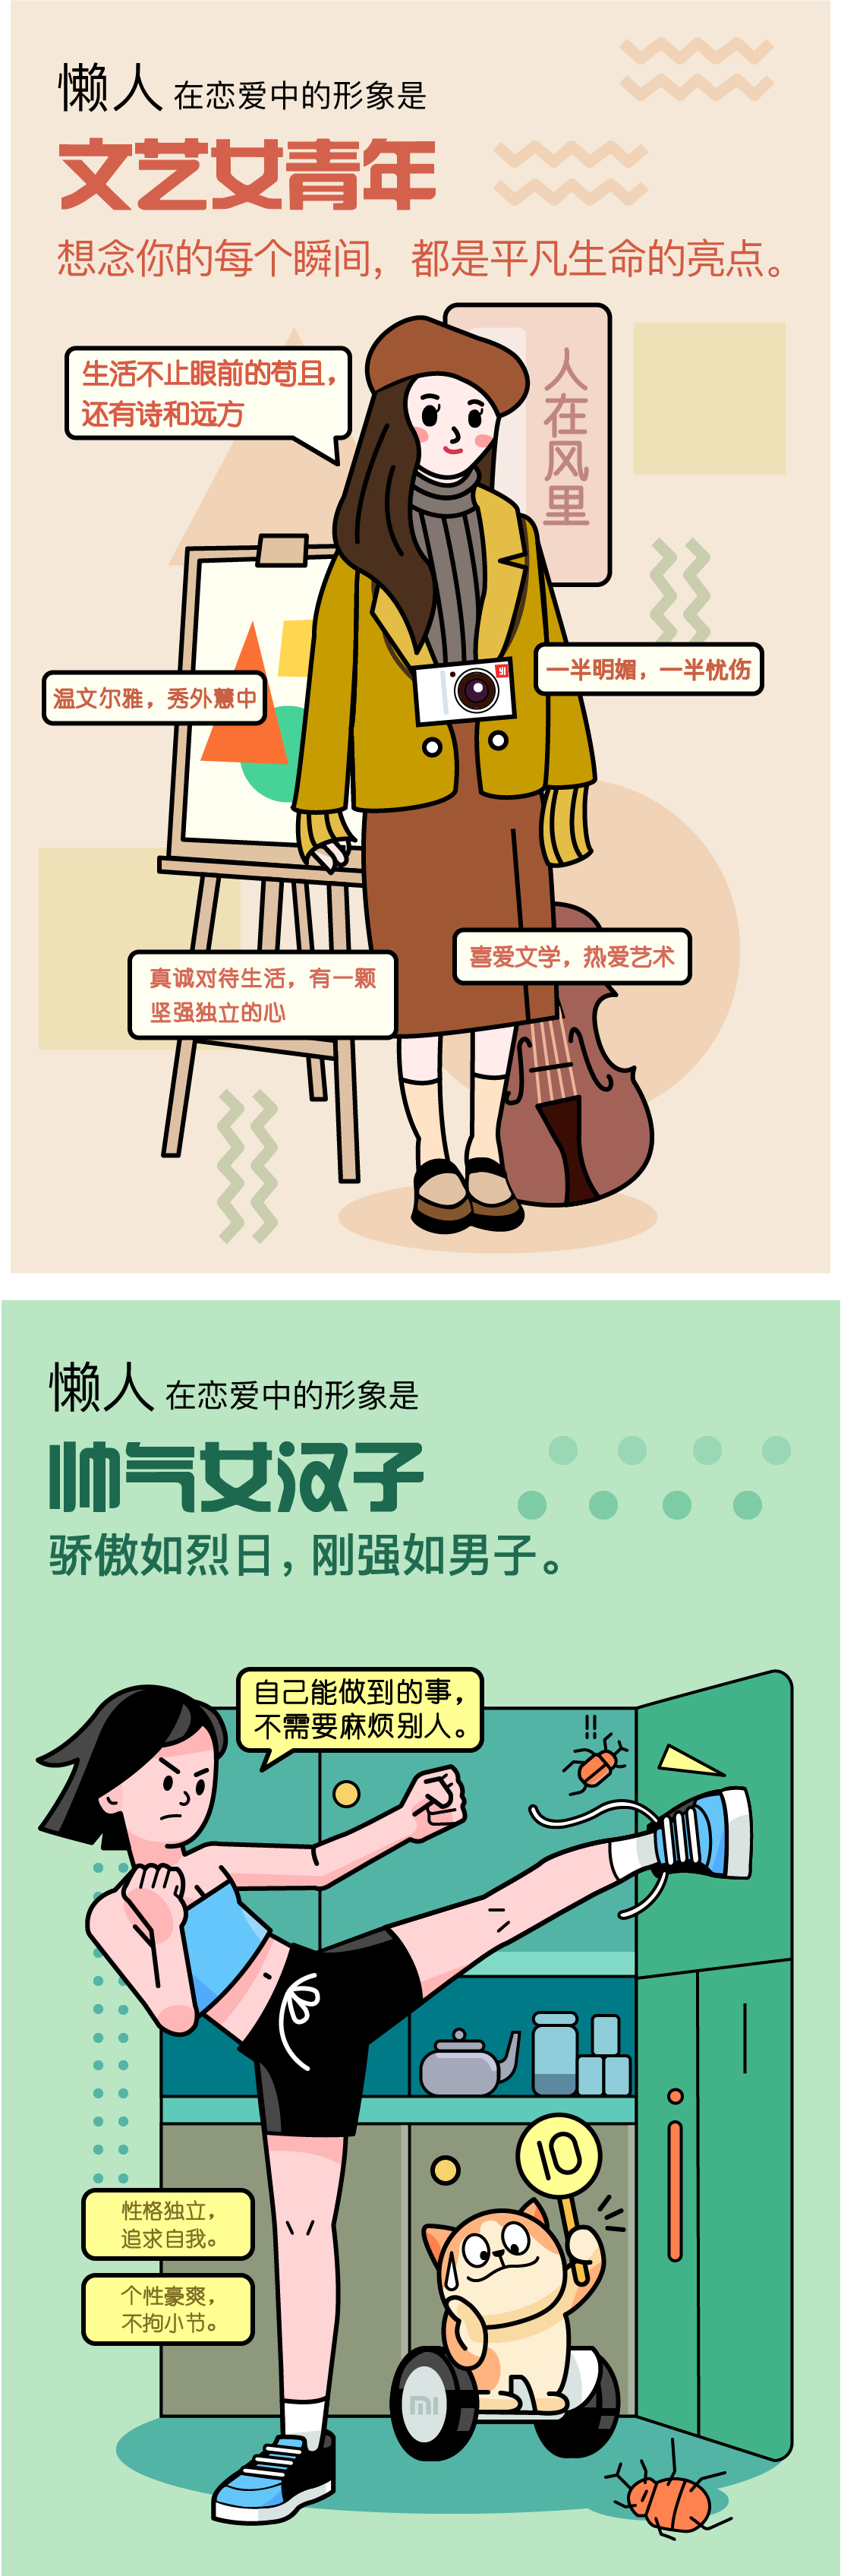 懒人 在恋爱中的形象是
文艺女青年
想念你的每个瞬间，都是平凡生命的亮点。
生活不止眼前的苟且，
还有诗和远方
人在风里
一半明媚，一半忧伤
温文尔雅，秀外慧中
喜爱文学，热爱艺术
真诚对待生活，有一颗
坚强独立的心
懒人 在恋爱中的形象是
帅气女汉子
骄傲如烈日，刚强如男子。
自己能做到的事，
不需要麻烦别人。
!!
10
性格独立，
追求自我。
个性豪爽，
不拘小节。
mi